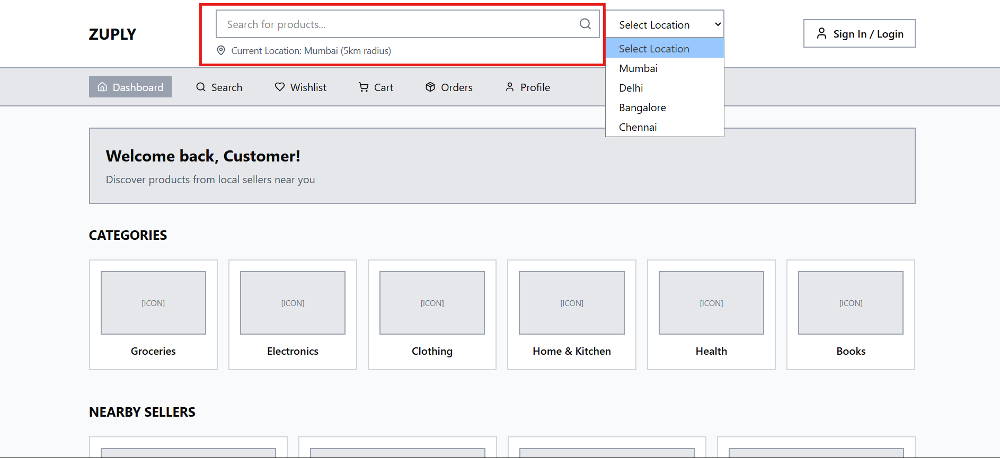 ZUPLY
Search for products...
Current Location: Mumbai (5km radius)
Select Location
Select Location
Mumbai
Delhi
Bangalore
Chennai
Sign In / Login
Dashboard
Search
Wishlist
Cart
Orders
Profile
Welcome back, Customer!
Discover products from local sellers near you
CATEGORIES
[ICON]
Groceries
[ICON]
Electronics
[ICON]
Clothing
[ICON]
Home & Kitchen
[ICON]
Health
[ICON]
Books
NEARBY SELLERS